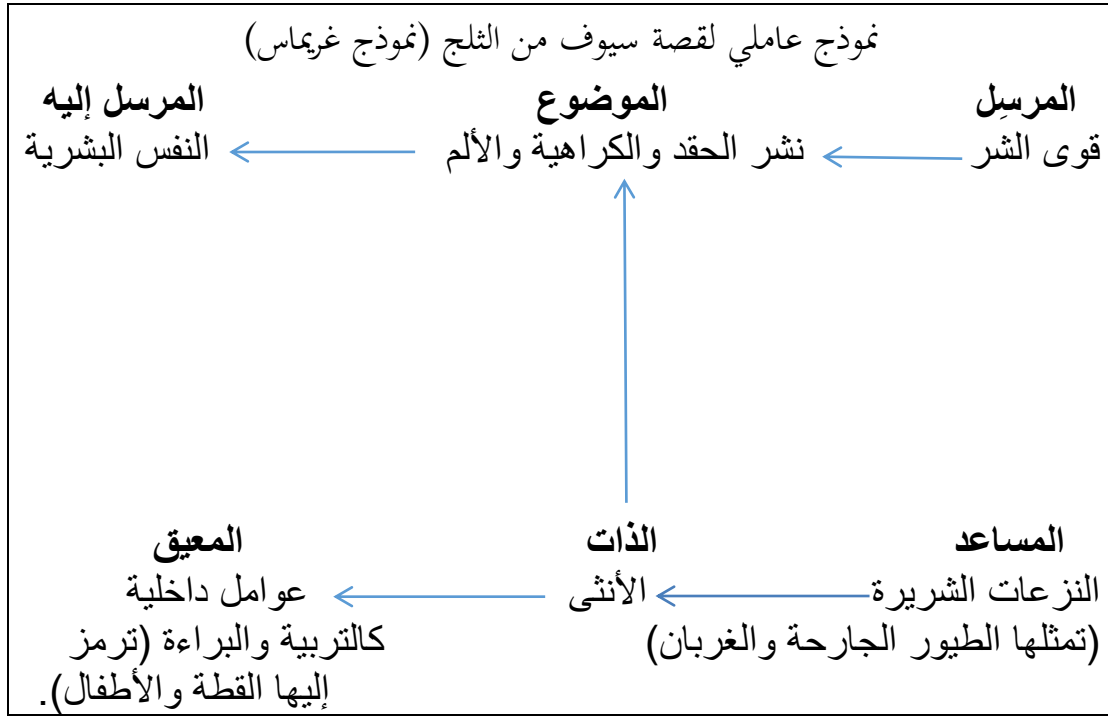 نموذج عاملي لقصة سيوف من الثلج (نموذج غريماس)
المرسِل الموضوع المرسل إليه
قوى الشر نشر الحقد والكراهية والألم النفس البشرية
المساعد الذات المعيق
النزعات الشريرة الأنثى عوامل داخلية
(تمثلها الطيور الجارحة والغربان) كالتربية والبراءة (ترمز
إليها القطة والأطفال).